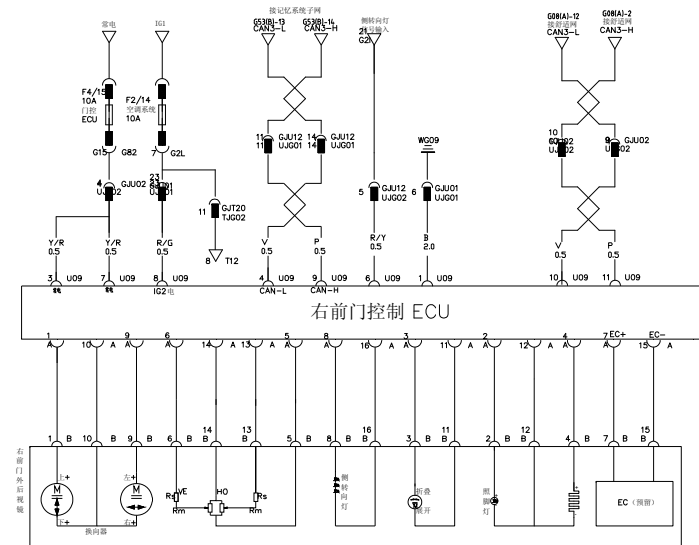 常电
IG1
接记忆系统子网
G53(B)-13
G53(B)-14
CAN3-L
CAN3-H
侧转向灯
21
G2I
G08(A)-12
G08(A)-2
接舒适网
接舒适网
CAN3-L
CAN3-H
F4/15
10A
门控
ECU
F2/14
空调系统
10A
G15
G82
7
G2L
4
GJU02
UJG02
23
11
GJT20
TJG02
8
T12
11
11
GJU12
UJG01
14
14
GJU12
UJG01
5
GJU12
UJG02
WG09
6
GJU01
UJG01
10
GJU02
UJG02
9
GJU02
UJG02
Y/R
0.5
Y/R
0.5
R/G
0.5
V
0.5
P
0.5
R/Y
0.5
B
2.0
V
0.5
P
0.5
3 U09
7 U09
8 U09
4 U09
9 U09
6 U09
1 U09
10 U09
11 U09
IG2电
CAN-L
CAN-H
右前门控制 ECU
EC+
EC-
1 A
10 A
9 A
6 A
14 A
13 A
5 A
8 A
16 A
3 A
11 A
2 A
12 A
4 A
7 A
15 A
1 B
10 B
9 B
6 B
14 B
13 B
5 B
8 B
16 B
3 B
11 B
2 B
12 B
4 B
7 B
15 B
右前门外后视镜
上+
M
下+
换向器
左+
M
右+
Rs
VE
Rm
HO
Rs
Rm
侧转向灯
折叠
展开
照脚灯
EC（预留）